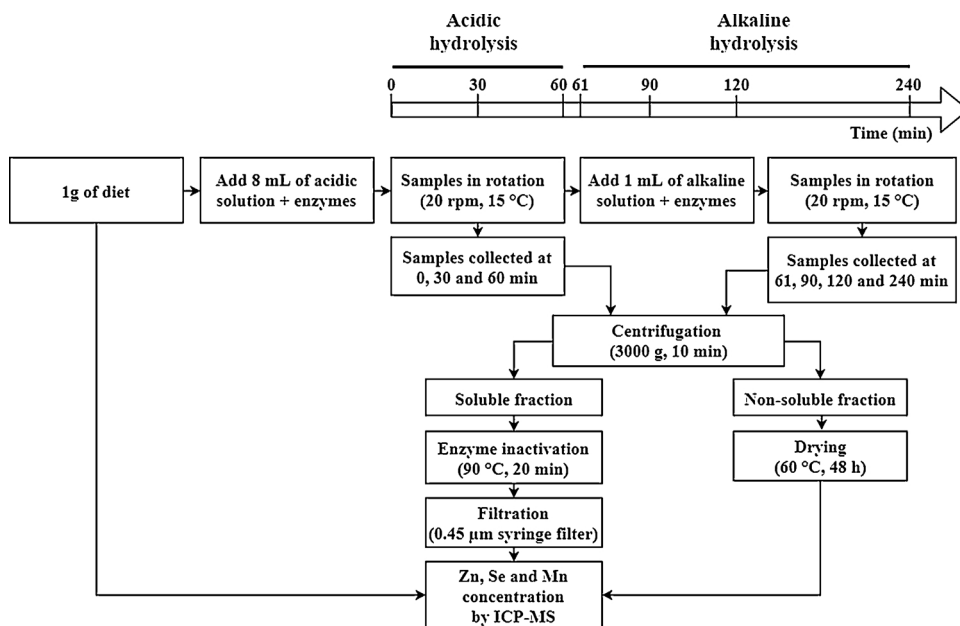 Acidic
hydrolysis
Alkaline
hydrolysis
0 30 60 61 90 120 240
Time (min)
1g of diet
Add 8 mL of acidic
solution + enzymes
Samples in rotation
(20 rpm, 15 °C)
Add 1 mL of alkaline
solution + enzymes
Samples in rotation
(20 rpm, 15 °C)
Samples collected at
0, 30 and 60 min
Samples collected at
61, 90, 120 and 240 min
Centrifugation
(3000 g, 10 min)
Soluble fraction
Non-soluble fraction
Enzyme inactivation
(90 °C, 20 min)
Drying
(60 °C, 48 h)
Filtration
(0.45 µm syringe filter)
Zn, Se and Mn
concentration
by ICP-MS